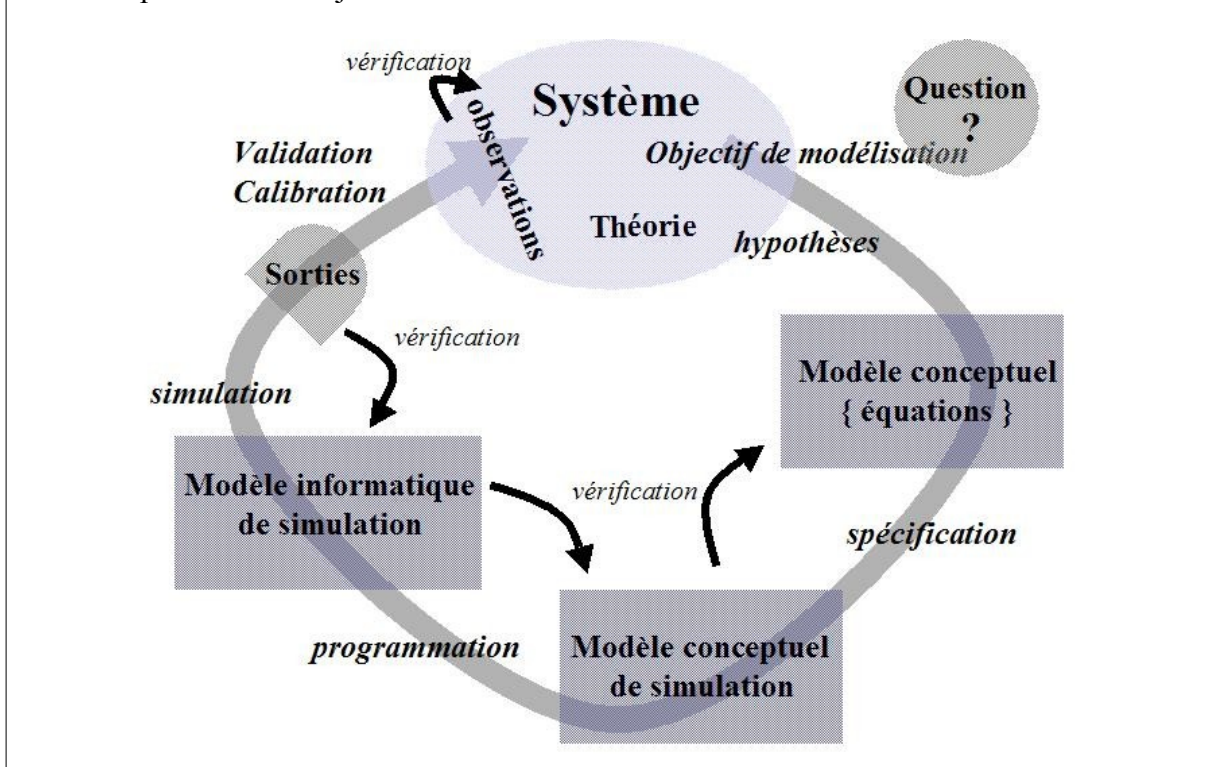 vérification
Système
Question
?
observations
Validation
Calibration
Objectif de modélisation
Théorie
hypothèses
Sorties
vérification
simulation
Modèle conceptuel
{ équations }
Modèle informatique
de simulation
vérification
spécification
programmation
Modèle conceptuel
de simulation